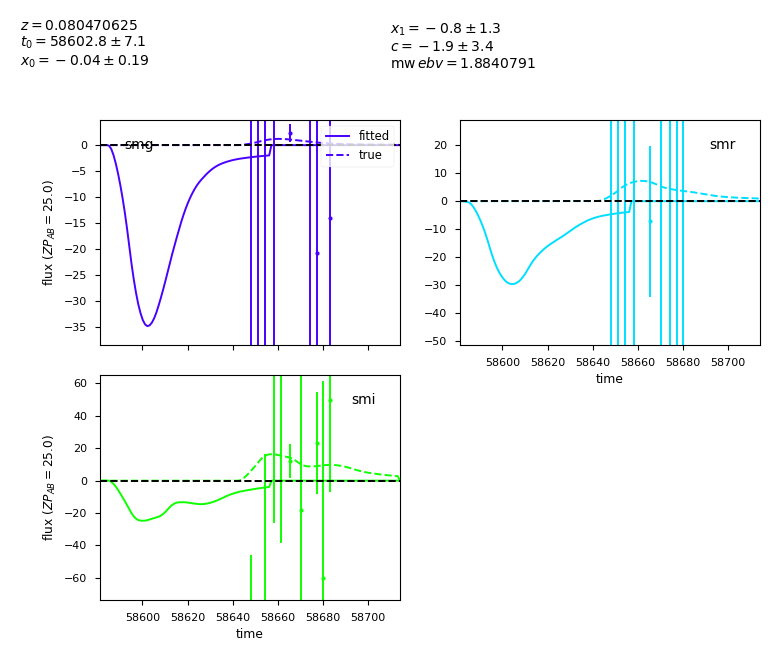 z = 0.080470625
t₀ = 58602.8 ± 7.1
x₀ = −0.04 ± 0.19
x₁ = −0.8 ± 1.3
c = −1.9 ± 3.4
mw ebv = 1.8840791
smg
fitted
true
0
−5
−10
−15
−20
−25
−30
−35
flux (ZP_AB = 25.0)
smr
20
10
0
−10
−20
−30
−40
−50
58600 58620 58640 58660 58680 58700
time
smi
60
40
20
0
−20
−40
−60
flux (ZP_AB = 25.0)
58600 58620 58640 58660 58680 58700
time